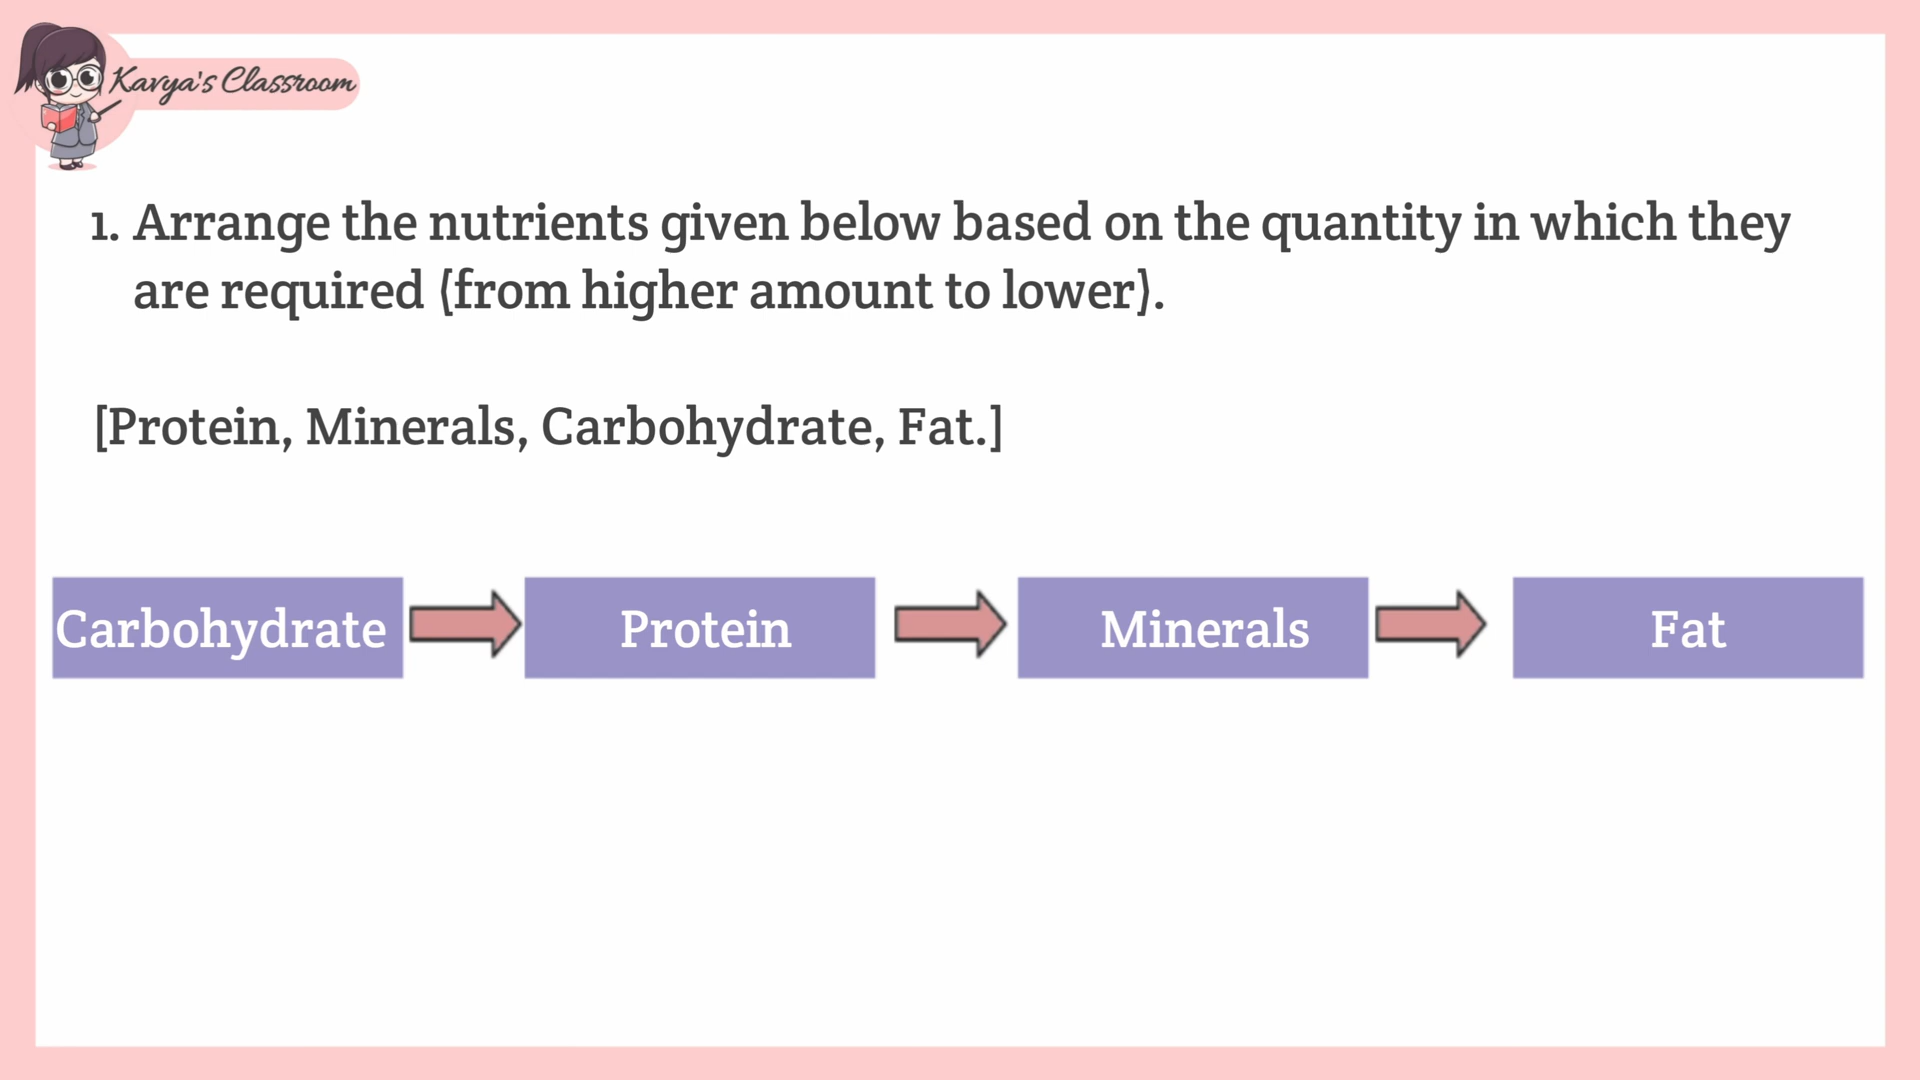 Kavya's Classroom
1. Arrange the nutrients given below based on the quantity in which they
are required (from higher amount to lower).
[Protein, Minerals, Carbohydrate, Fat.]
Carbohydrate Protein Minerals Fat